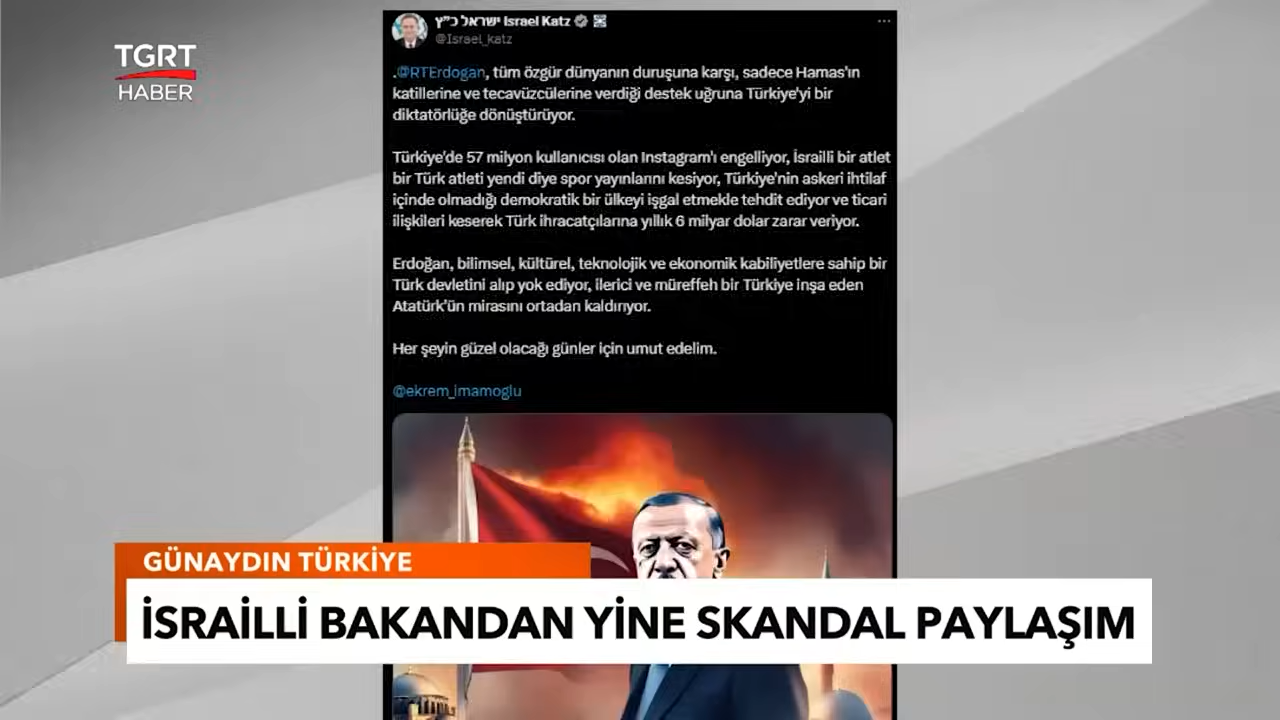 TGRT
HABER
ישראל כ"ץ Israel Katz
@Israel_katz
.@RTErdogan, tüm özgür dünyanın duruşuna karşı, sadece Hamas'ın
katillerine ve tecavüzcülerine verdiği destek uğruna Türkiye'yi bir
diktatörlüğe dönüştürüyor.
Türkiye'de 57 milyon kullanıcısı olan Instagram'ı engelliyor, İsrailli bir atlet
bir Türk atleti yendi diye spor yayınlarını kesiyor, Türkiye'nin askeri ihtilaf
içinde olmadığı demokratik bir ülkeyi işgal etmekle tehdit ediyor ve ticari
ilişkileri keserek Türk ihracatçılarına yıllık 6 milyar dolar zarar veriyor.
Erdoğan, bilimsel, kültürel, teknolojik ve ekonomik kabiliyetlere sahip bir
Türk devletini alıp yok ediyor, ilerici ve müreffeh bir Türkiye inşa eden
Atatürk'ün mirasını ortadan kaldırıyor.
Her şeyin güzel olacağı günler için umut edelim.
@ekrem_imamoglu
GÜNAYDIN TÜRKİYE
İSRAİLLİ BAKANDAN YİNE SKANDAL PAYLAŞIM